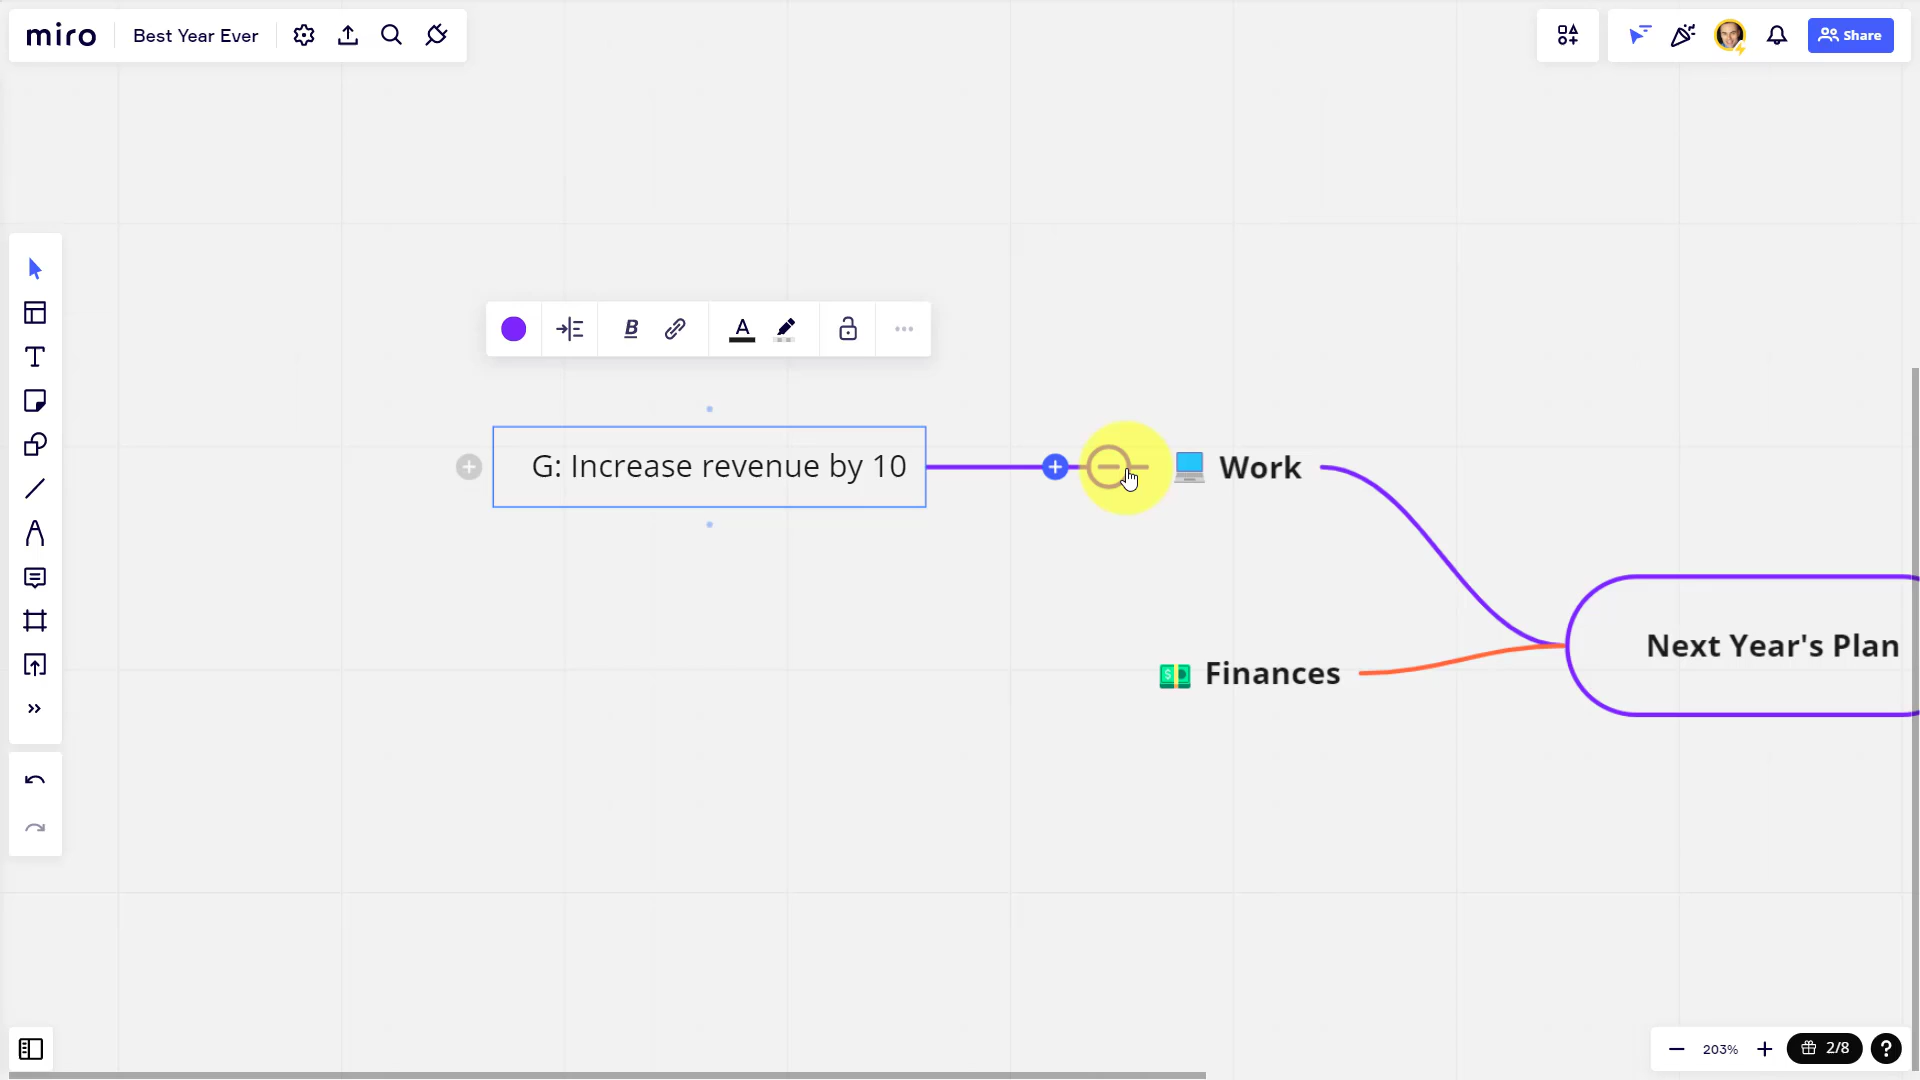 miro
Best Year Ever
Share
B
A
G: Increase revenue by 10
Work
Next Year's Plan
Finances
203%
2/8
?